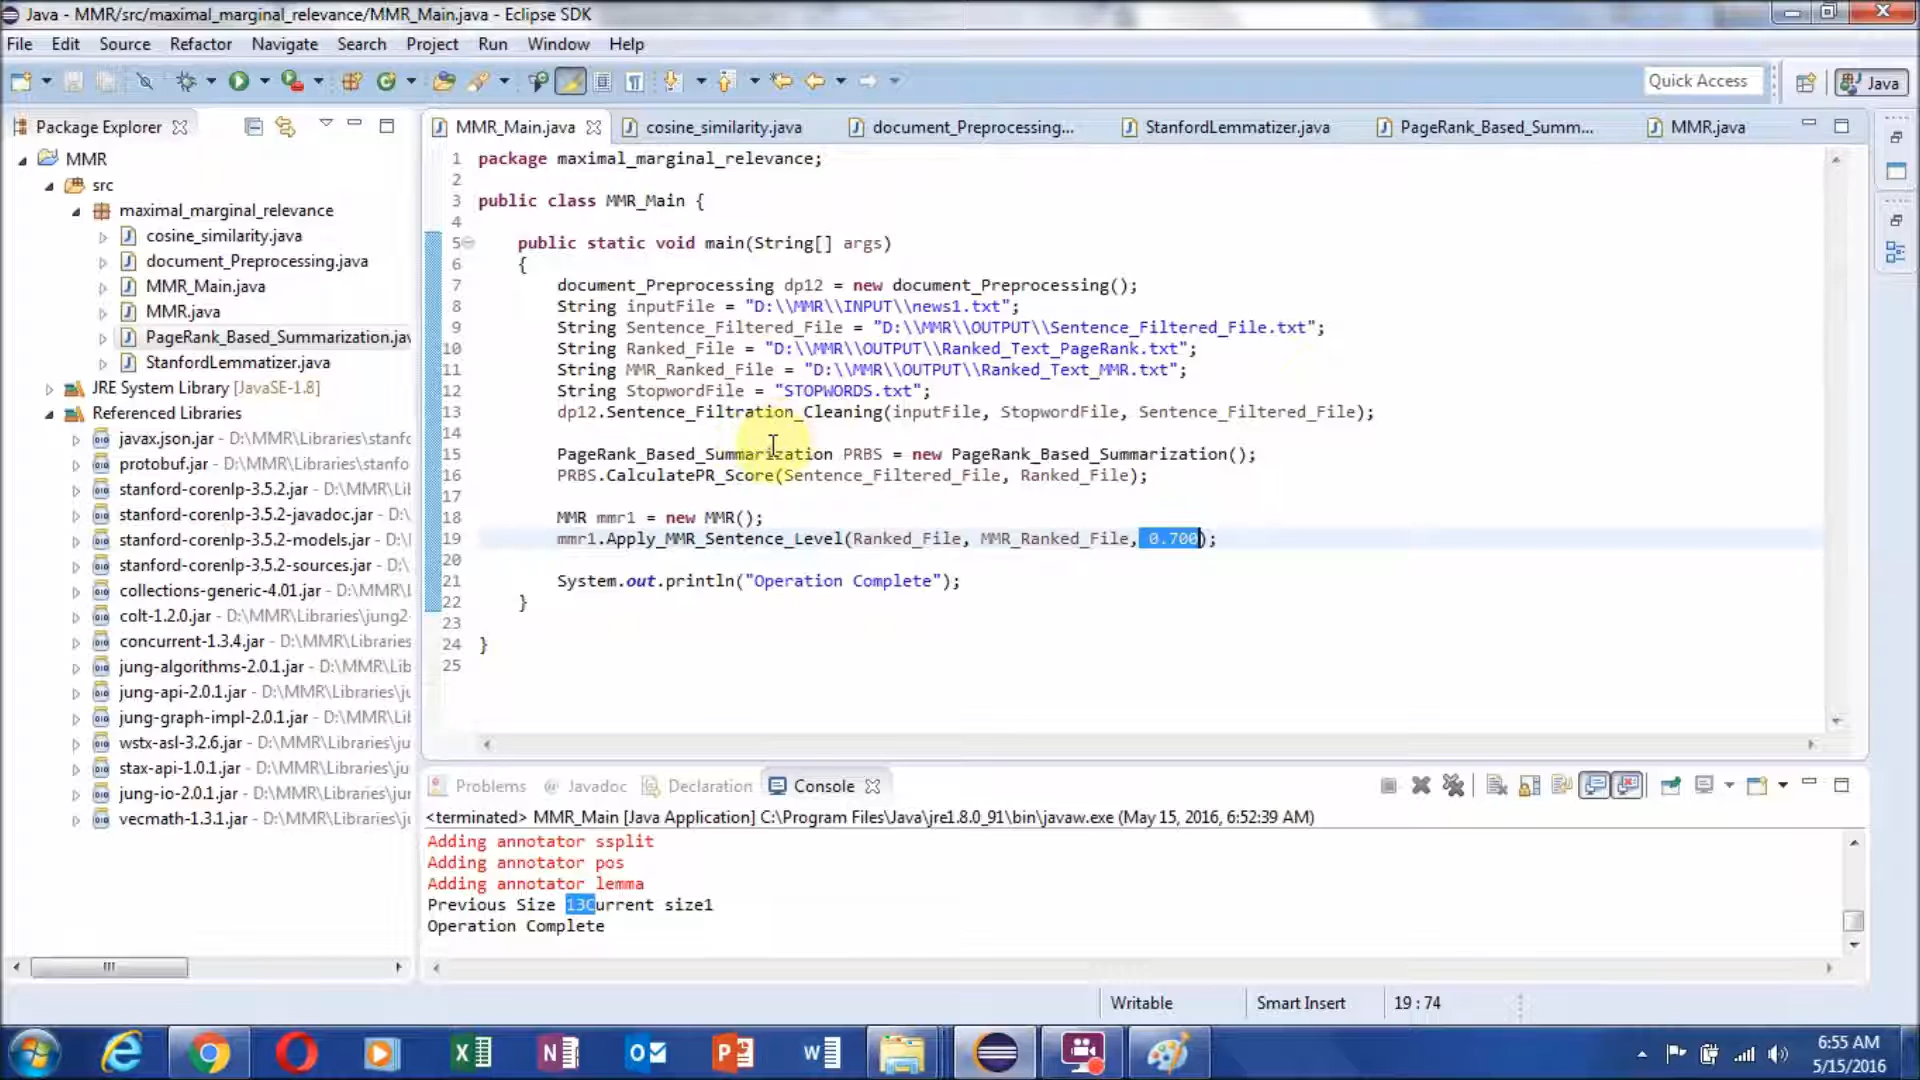 Java - MMR/src/maximal_marginal_relevance/MMR_Main.java - Eclipse SDK
File Edit Source Refactor Navigate Search Project Run Window Help
Quick Access
Java
Package Explorer
MMR_Main.java
cosine_similarity.java
document_Preprocessing...
StanfordLemmatizer.java
PageRank_Based_Summ...
MMR.java
MMR
src
maximal_marginal_relevance
cosine_similarity.java
document_Preprocessing.java
MMR_Main.java
MMR.java
PageRank_Based_Summarization.jav
StanfordLemmatizer.java
JRE System Library [JavaSE-1.8]
Referenced Libraries
javax.json.jar - D:\MMR\Libraries\stanfc
protobuf.jar - D:\MMR\Libraries\stanfo
stanford-corenlp-3.5.2.jar - D:\MMR\Lib
stanford-corenlp-3.5.2-javadoc.jar - D:\
stanford-corenlp-3.5.2-models.jar - D:\
stanford-corenlp-3.5.2-sources.jar - D:\
collections-generic-4.01.jar - D:\MMR\
colt-1.2.0.jar - D:\MMR\Libraries\jung2-
concurrent-1.3.4.jar - D:\MMR\Libraries
jung-algorithms-2.0.1.jar - D:\MMR\Lib
jung-api-2.0.1.jar - D:\MMR\Libraries\ju
jung-graph-impl-2.0.1.jar - D:\MMR\Lil
wstx-asl-3.2.6.jar - D:\MMR\Libraries\ju
stax-api-1.0.1.jar - D:\MMR\Libraries\ju
jung-io-2.0.1.jar - D:\MMR\Libraries\jur
vecmath-1.3.1.jar - D:\MMR\Libraries\ju
1 package maximal_marginal_relevance;
2
3 public class MMR_Main {
4
5 public static void main(String[] args)
6 {
7 document_Preprocessing dp12 = new document_Preprocessing();
8 String inputFile = "D:\\MMR\\INPUT\\news1.txt";
9 String Sentence_Filtered_File = "D:\\MMR\\OUTPUT\\Sentence_Filtered_File.txt";
10 String Ranked_File = "D:\\MMR\\OUTPUT\\Ranked_Text_PageRank.txt";
11 String MMR_Ranked_File = "D:\\MMR\\OUTPUT\\Ranked_Text_MMR.txt";
12 String StopwordFile = "STOPWORDS.txt";
13 dp12.Sentence_Filtration_Cleaning(inputFile, StopwordFile, Sentence_Filtered_File);
14
15 PageRank_Based_Summarization PRBS = new PageRank_Based_Summarization();
16 PRBS.CalculatePR_Score(Sentence_Filtered_File, Ranked_File);
17
18 MMR mmr1 = new MMR();
19 mmr1.Apply_MMR_Sentence_Level(Ranked_File, MMR_Ranked_File, 0.700);
20
21 System.out.println("Operation Complete");
22 }
23
24 }
25
Problems @ Javadoc Declaration Console
<terminated> MMR_Main [Java Application] C:\Program Files\Java\jre1.8.0_91\bin\javaw.exe (May 15, 2016, 6:52:39 AM)
Adding annotator ssplit
Adding annotator pos
Adding annotator lemma
Previous Size 13Current size1
Operation Complete
Writable Smart Insert 19 : 74
6:55 AM
5/15/2016